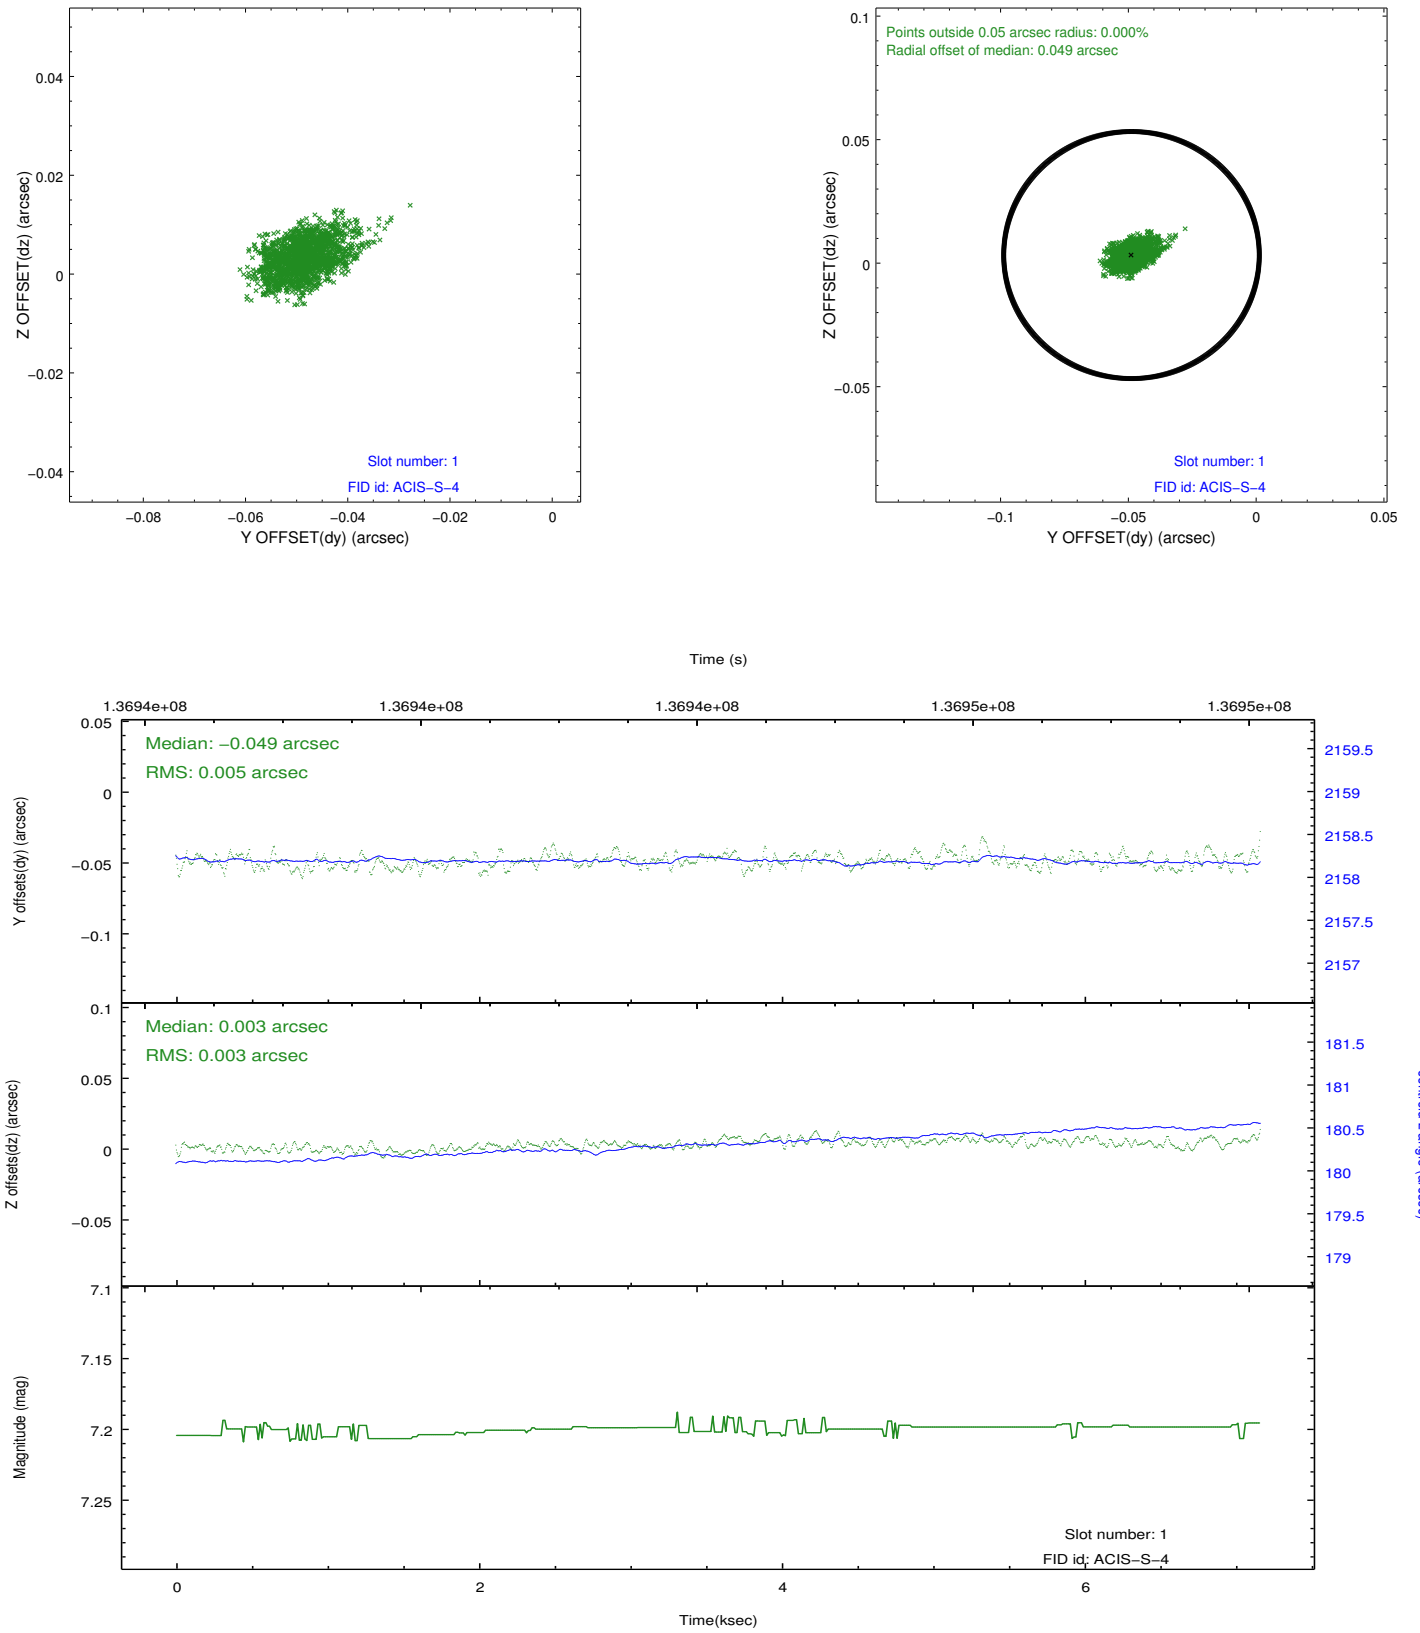 0.04
0.02
0
−0.02
−0.04
Z OFFSET(dz) (arcsec)
Slot number: 1
FID id: ACIS−S−4
−0.08
−0.06
−0.04
−0.02
0
Y OFFSET(dy) (arcsec)
Points outside 0.05 arcsec radius: 0.000%
Radial offset of median: 0.049 arcsec
0.1
0.05
0
−0.05
Z OFFSET(dz) (arcsec)
Slot number: 1
FID id: ACIS−S−4
−0.1
−0.05
0
0.05
Y OFFSET(dy) (arcsec)
Time (s)
1.3694e+08
1.3694e+08
1.3694e+08
1.3695e+08
1.3695e+08
Median: −0.049 arcsec
RMS: 0.005 arcsec
0.05
0
−0.05
−0.1
Y offsets(dy) (arcsec)
2159.5
2159
2158.5
2158
2157.5
2157
Median: 0.003 arcsec
RMS: 0.003 arcsec
0.1
0.05
0
−0.05
Z offsets(dz) (arcsec)
181.5
181
180.5
180
179.5
179
7.1
7.15
7.2
7.25
Magnitude (mag)
Slot number: 1
FID id: ACIS−S−4
0
2
4
6
Time(ksec)